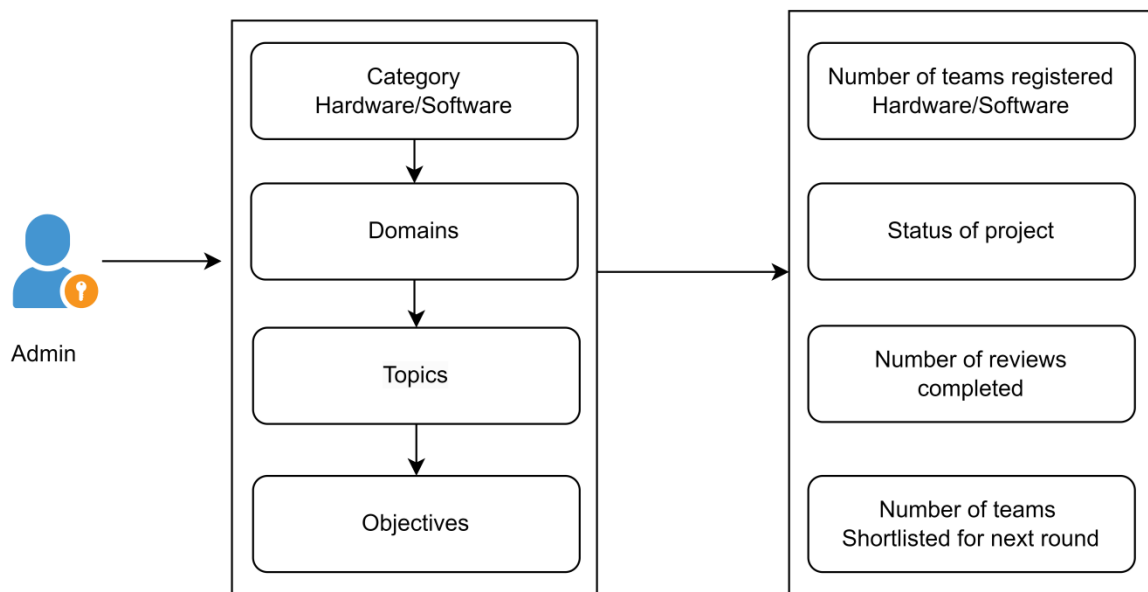 Admin
Category
Hardware/Software
Domains
Topics
Objectives
Number of teams registered
Hardware/Software
Status of project
Number of reviews
completed
Number of teams
Shortlisted for next round